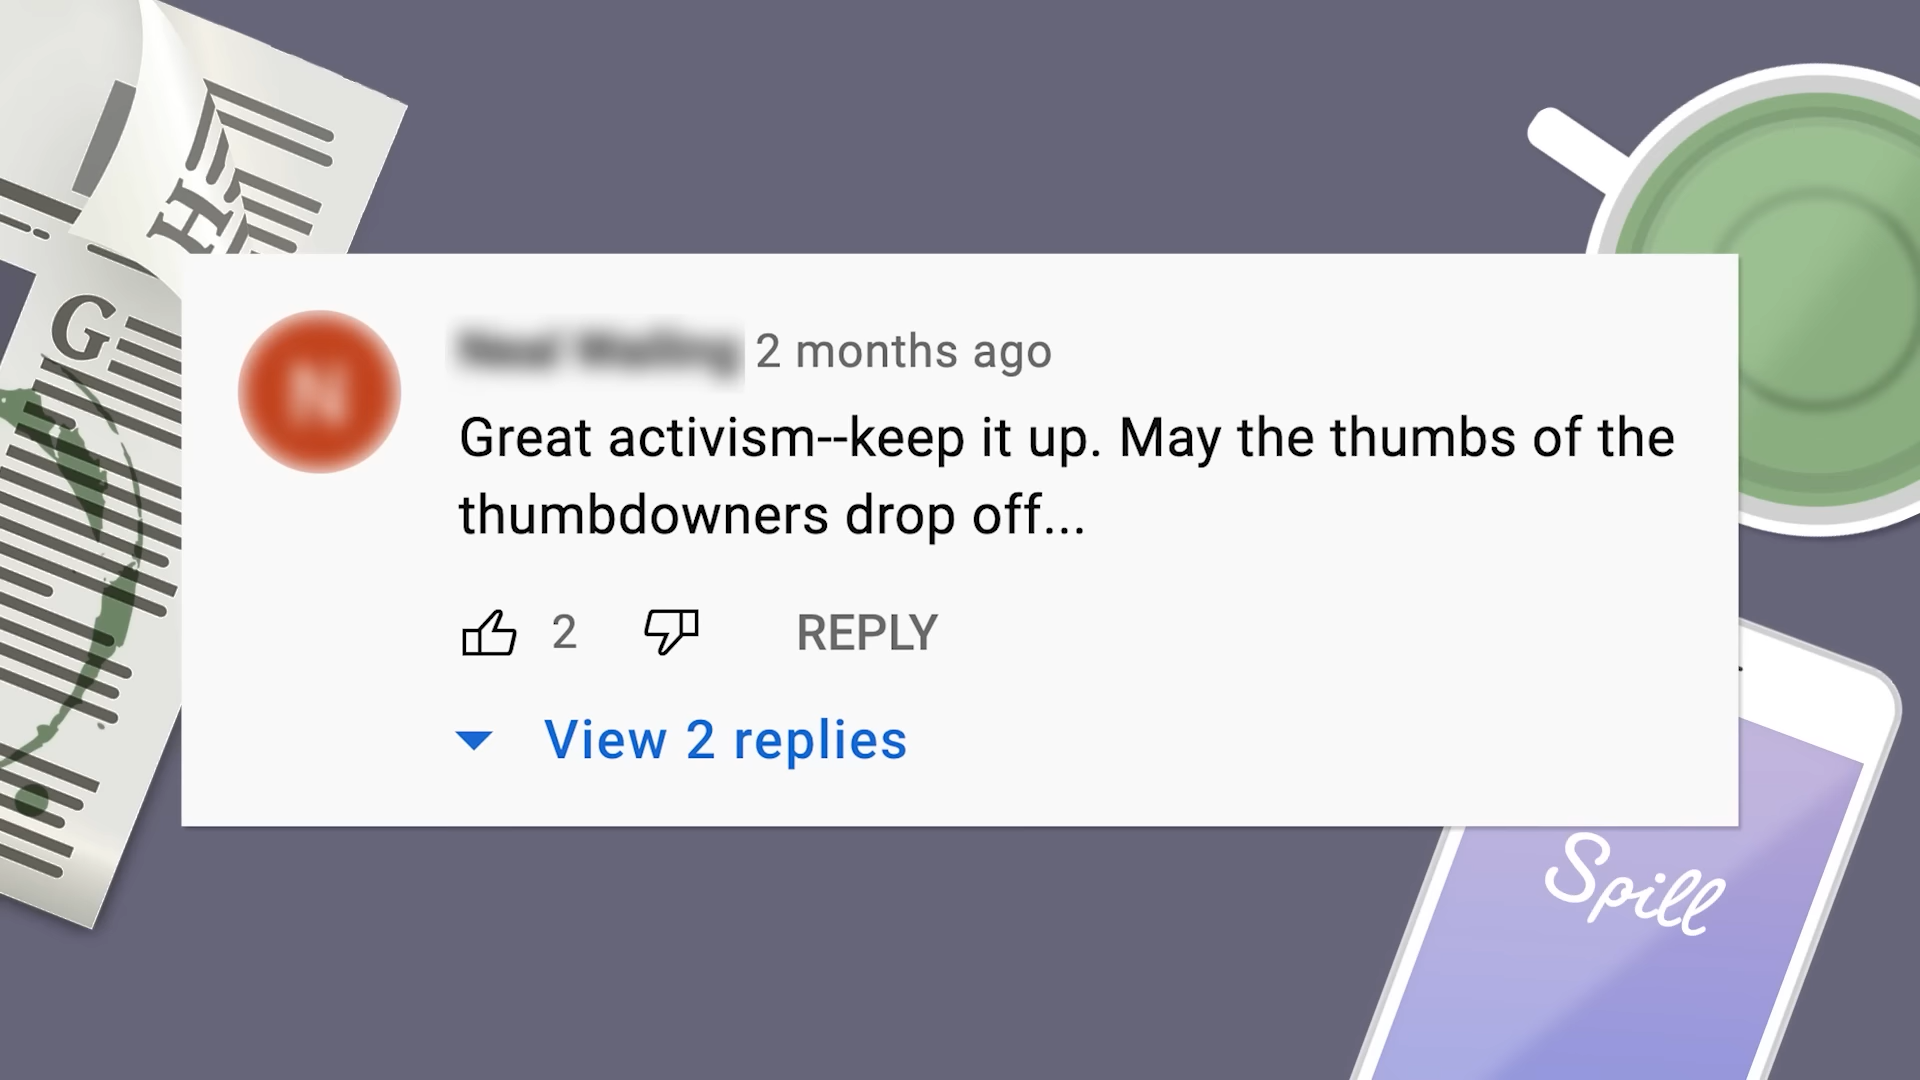 H
G
2 months ago
Great activism--keep it up. May the thumbs of the
thumbdowners drop off...
2
REPLY
View 2 replies
Spill